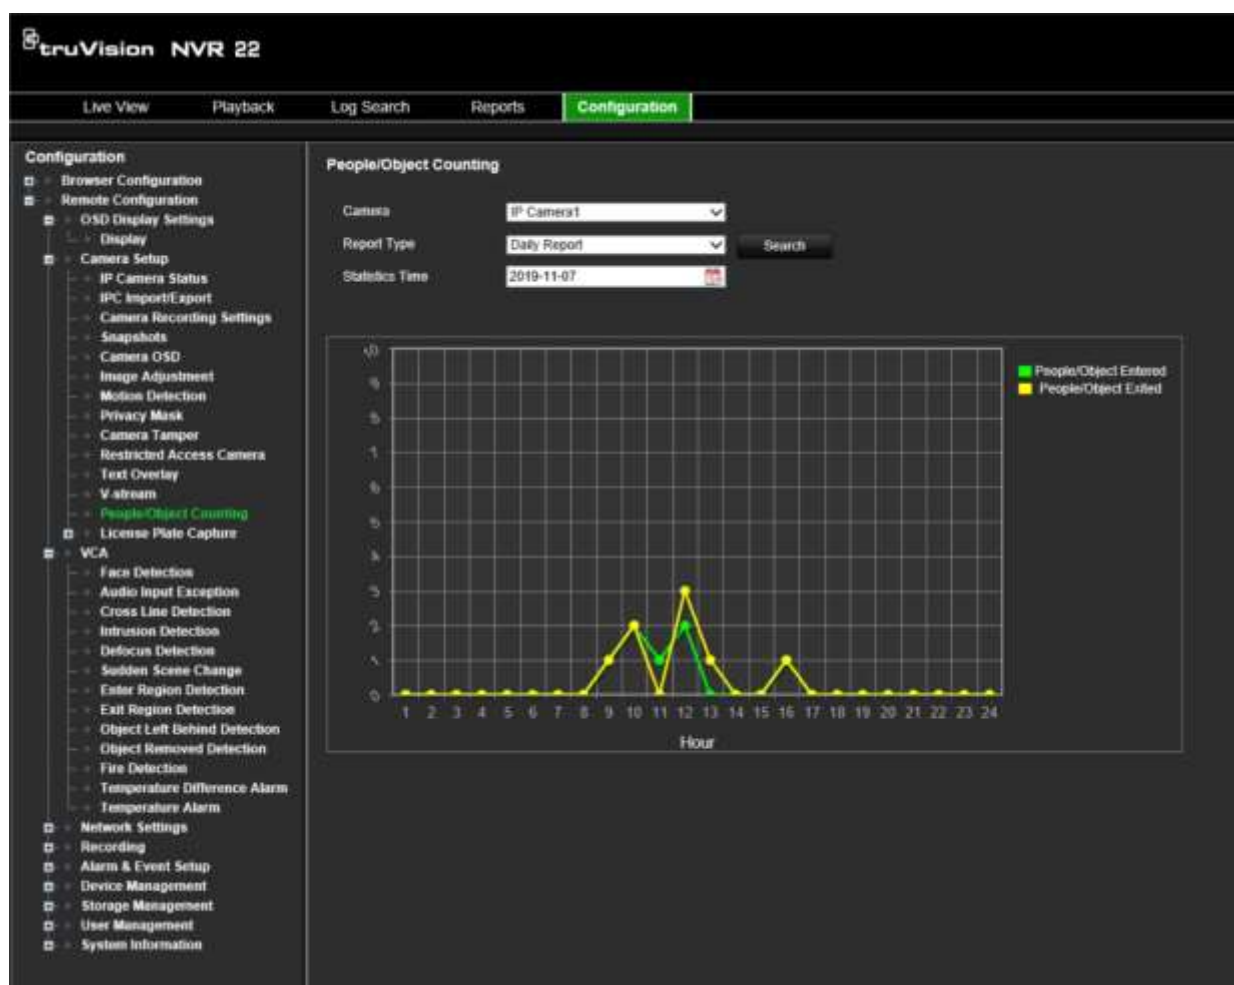 truVision NVR 22
Live View Playback Log Search Reports Configuration
Configuration
Browser Configuration
Remote Configuration
OSD Display Settings
Display
Camera Setup
IP Camera Status
IPC Import/Export
Camera Recording Settings
Snapshots
Camera OSD
Image Adjustment
Motion Detection
Privacy Mask
Camera Tamper
Restricted Access Camera
Text Overlay
V-stream
People/Object Counting
License Plate Capture
VCA
Face Detection
Audio Input Exception
Cross Line Detection
Intrusion Detection
Defocus Detection
Sudden Scene Change
Enter Region Detection
Exit Region Detection
Object Left Behind Detection
Object Removed Detection
Fire Detection
Temperature Difference Alarm
Temperature Alarm
Network Settings
Recording
Alarm & Event Setup
Device Management
Storage Management
User Management
System Information
People/Object Counting
Camera IP Camera1
Report Type Daily Report Search
Statistics Time 2019-11-07
People/Object Entered
People/Object Exited
6
5
4
3
2
1
0
1 2 3 4 5 6 7 8 9 10 11 12 13 14 15 16 17 18 19 20 21 22 23 24
Hour